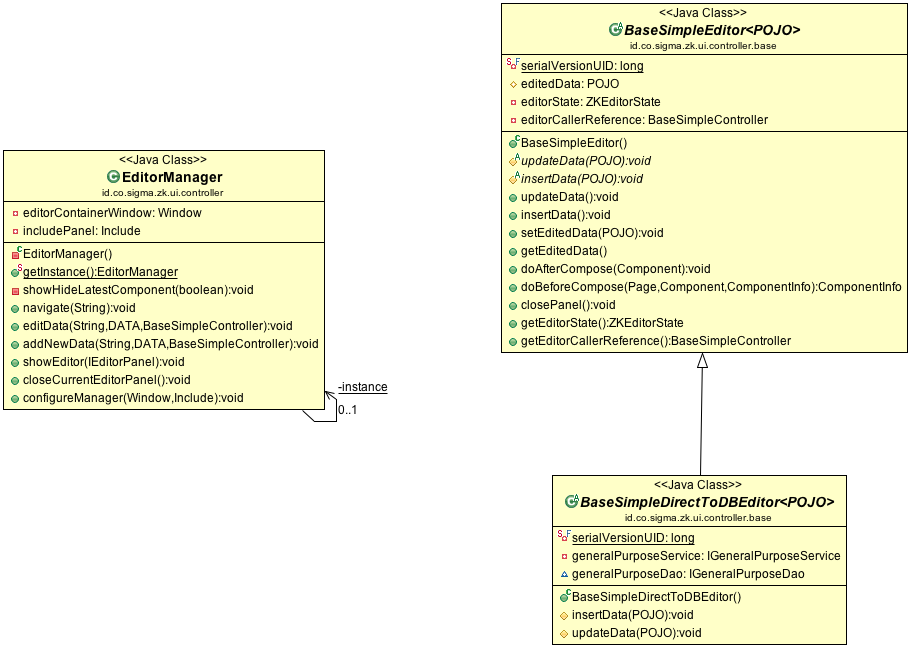 <<Java Class>>
EditorManager
id.co.sigma.zk.ui.controller
editorContainerWindow: Window
includePanel: Include
EditorManager()
getInstance():EditorManager
showHideLatestComponent(boolean):void
navigate(String):void
editData(String,DATA,BaseSimpleController):void
addNewData(String,DATA,BaseSimpleController):void
showEditor(IEditorPanel):void
closeCurrentEditorPanel():void
configureManager(Window,Include):void
-instance
0..1
<<Java Class>>
BaseSimpleEditor<POJO>
id.co.sigma.zk.ui.controller.base
serialVersionUID: long
editedData: POJO
editorState: ZKEditorState
editorCallerReference: BaseSimpleController
BaseSimpleEditor()
updateData(POJO):void
insertData(POJO):void
updateData():void
insertData():void
setEditedData(POJO):void
getEditedData()
doAfterCompose(Component):void
doBeforeCompose(Page,Component,ComponentInfo):ComponentInfo
closePanel():void
getEditorState():ZKEditorState
getEditorCallerReference():BaseSimpleController
<<Java Class>>
BaseSimpleDirectToDBEditor<POJO>
id.co.sigma.zk.ui.controller.base
serialVersionUID: long
generalPurposeService: IGeneralPurposeService
generalPurposeDao: IGeneralPurposeDao
BaseSimpleDirectToDBEditor()
insertData(POJO):void
updateData(POJO):void